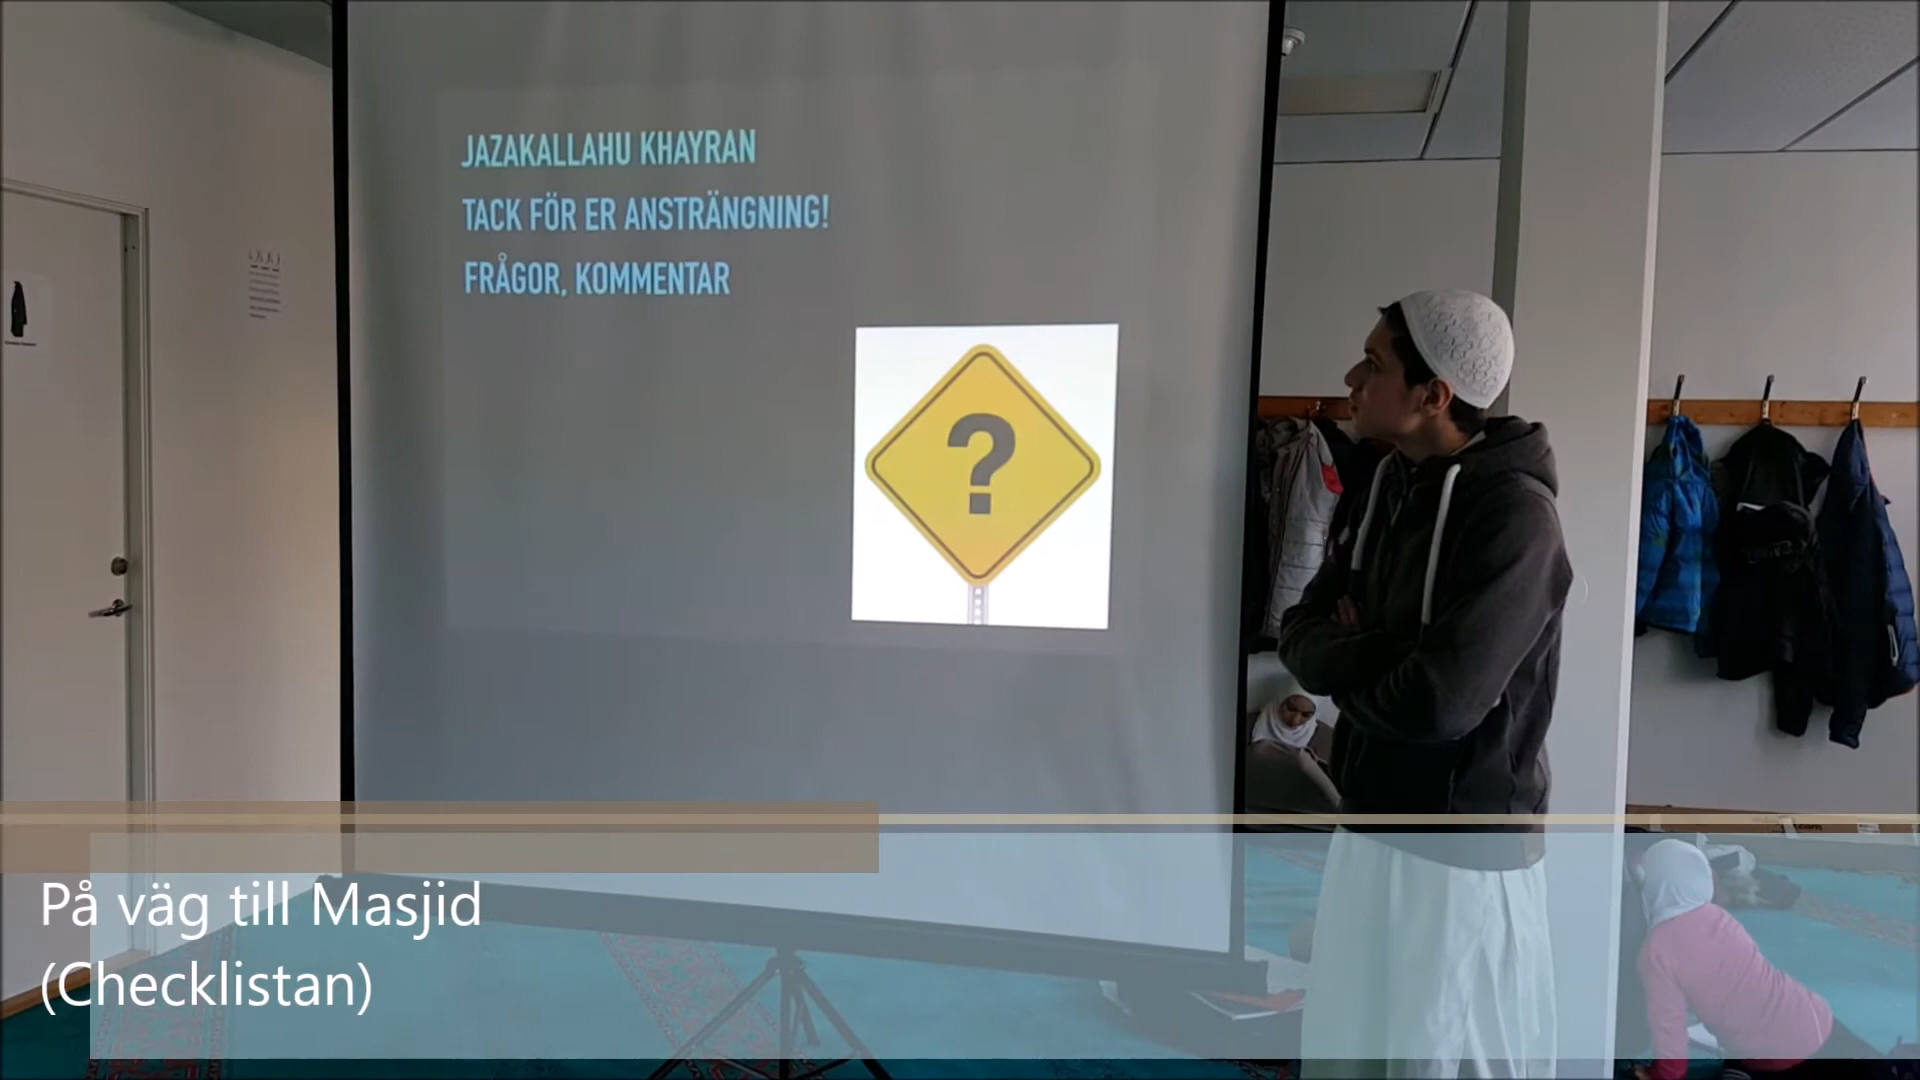 JAZAKALLAHU KHAYRAN
TACK FÖR ER ANSTRÄNGNING!
FRÅGOR, KOMMENTAR
?
På väg till Masjid
(Checklistan)